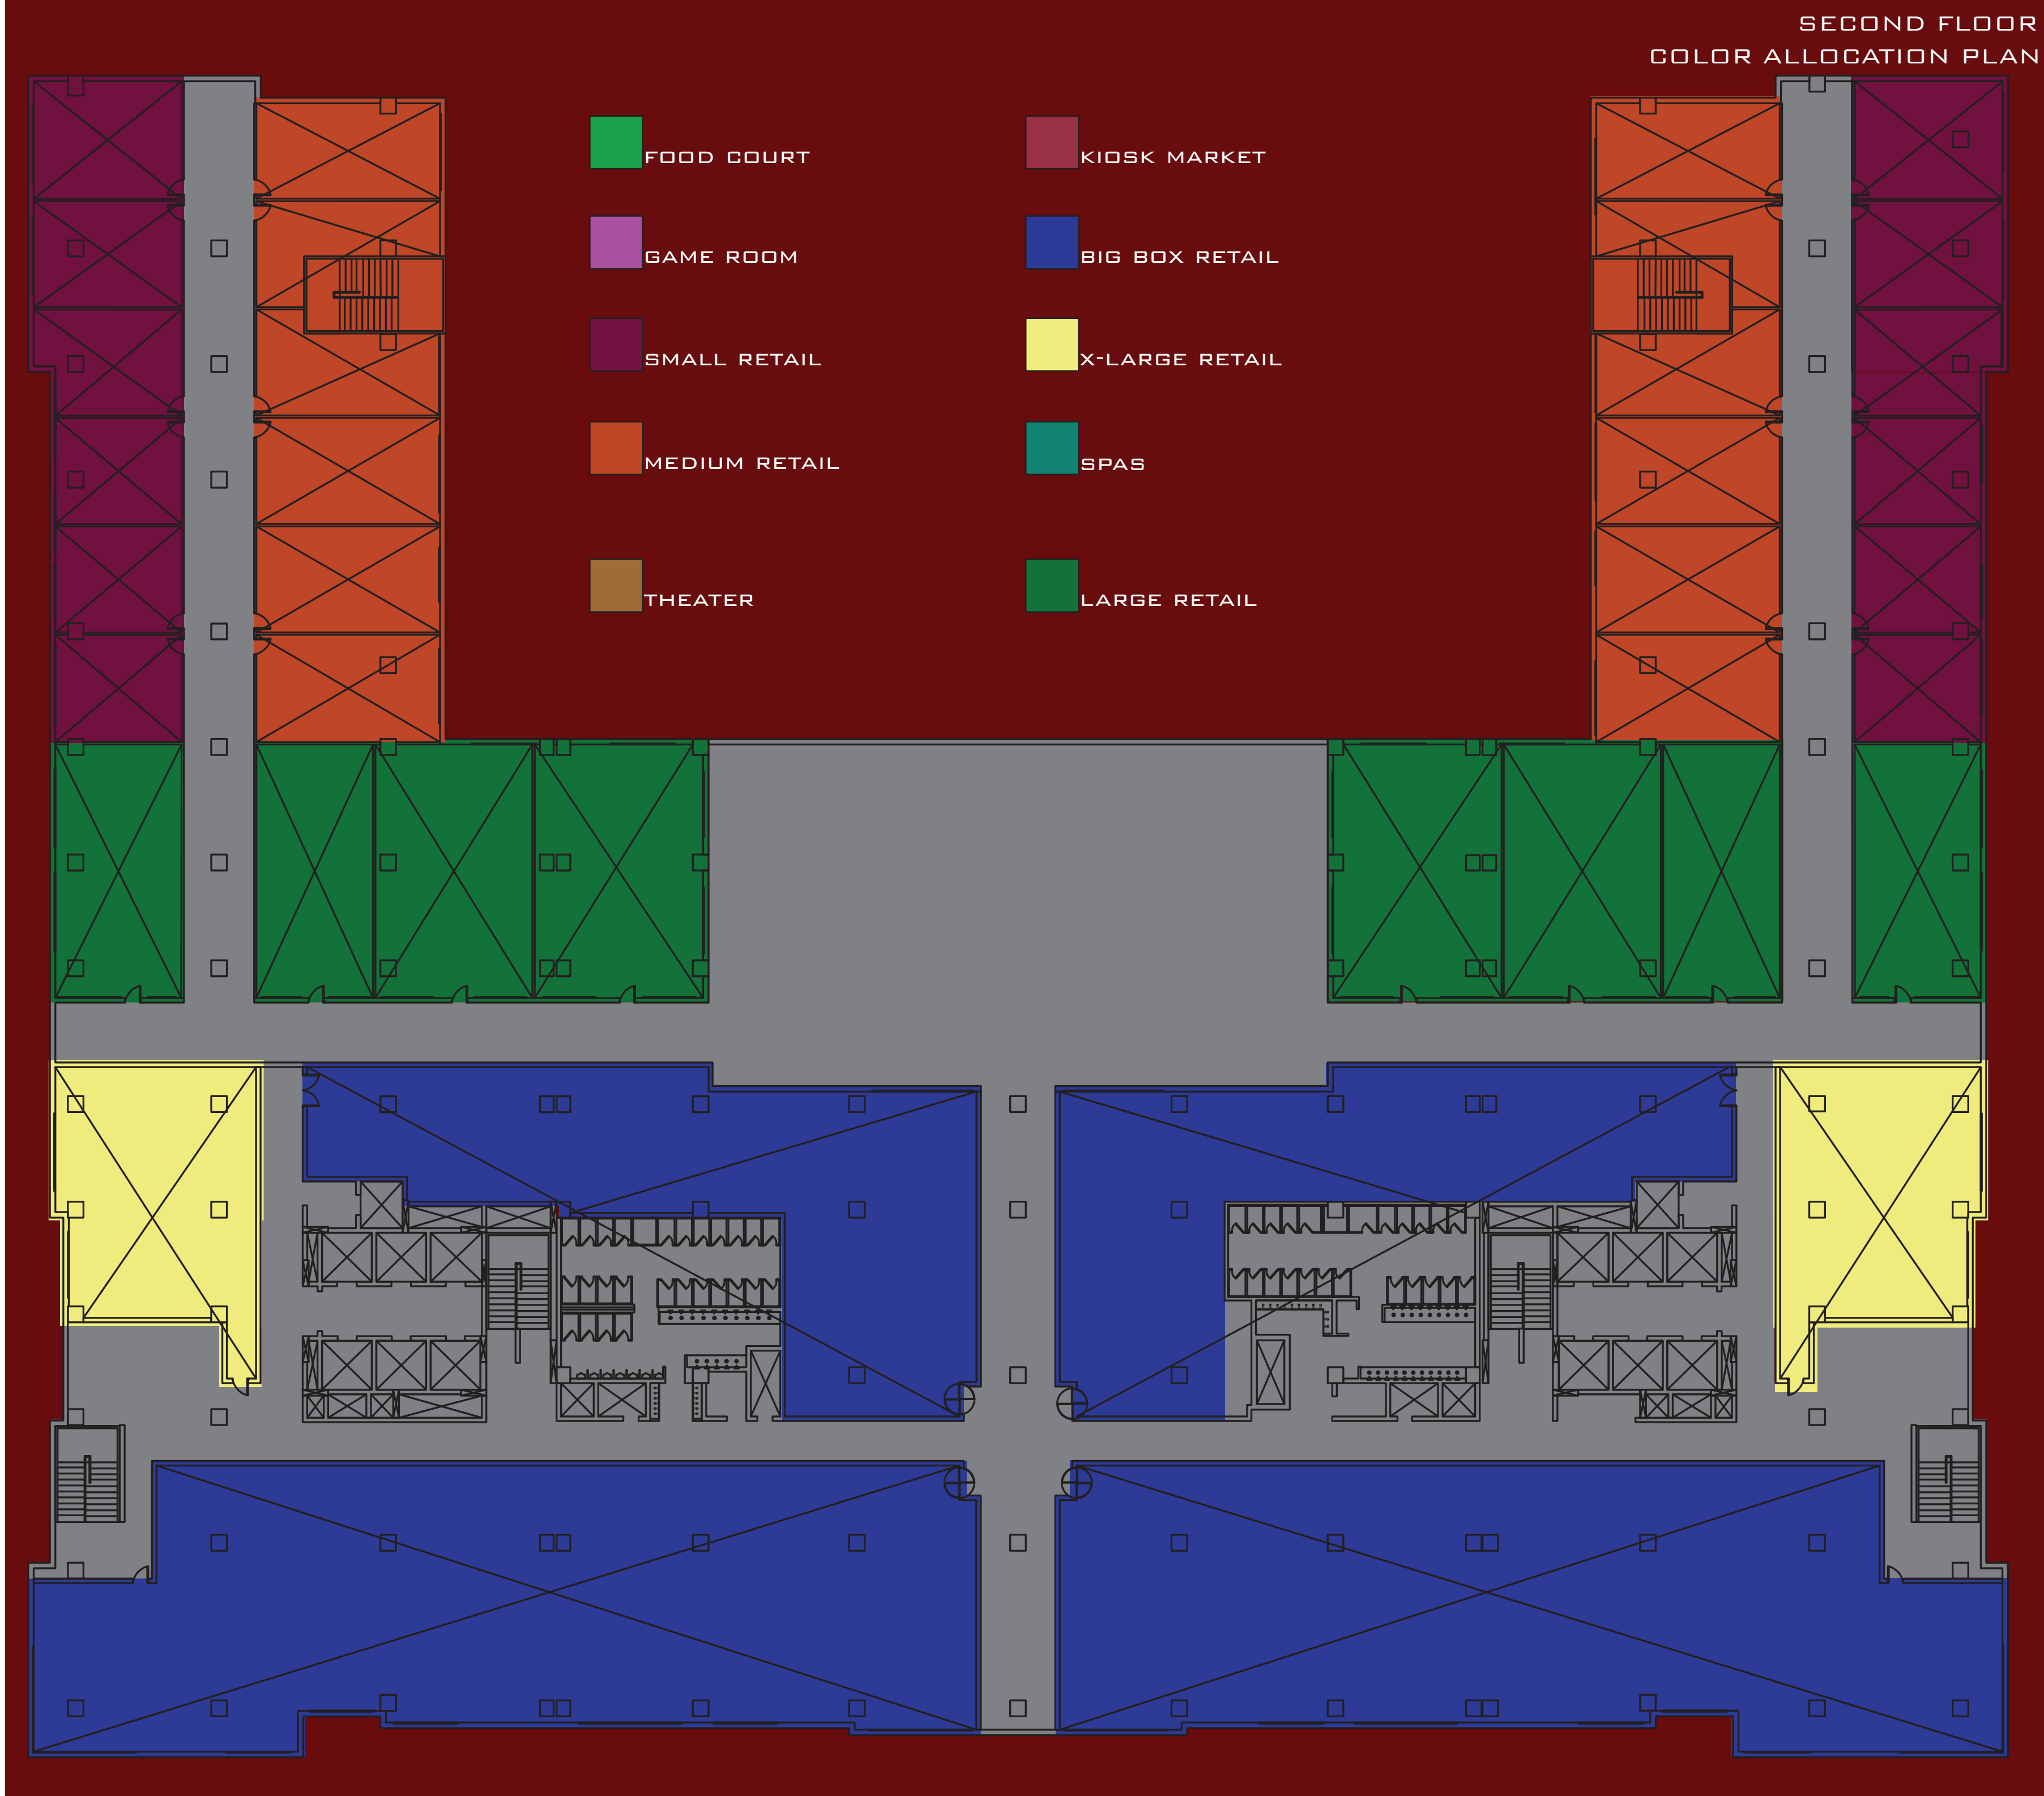 SECOND FLOOR
COLOR ALLOCATION PLAN
FOOD COURT
KIOSK MARKET
GAME ROOM
BIG BOX RETAIL
SMALL RETAIL
X-LARGE RETAIL
MEDIUM RETAIL
SPAS
THEATER
LARGE RETAIL